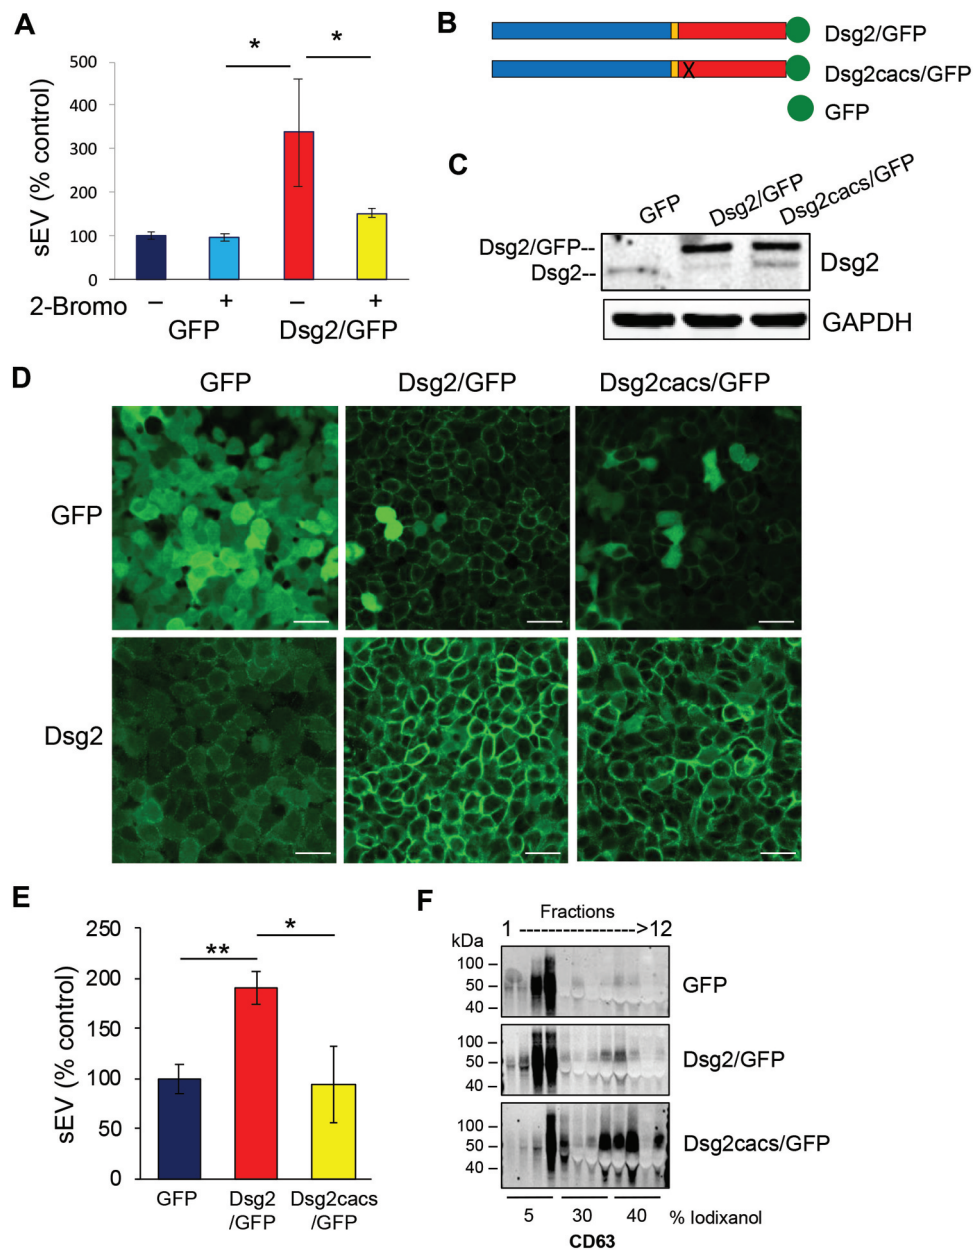 A
sEV (% control)
500
400
300
200
100
0
*
*
2-Bromo
–
+
–
+
GFP
Dsg2/GFP
B
Dsg2/GFP
X
Dsg2cacs/GFP
GFP
C
GFP
Dsg2/GFP
Dsg2cacs/GFP
Dsg2/GFP--
Dsg2--
Dsg2
GAPDH
D
GFP
Dsg2/GFP
Dsg2cacs/GFP
GFP
Dsg2
E
sEV (% control)
250
200
150
100
50
0
**
*
GFP
Dsg2
/GFP
Dsg2cacs
/GFP
F
Fractions
1 ----------------->12
kDa
100 –
50 –
40 –
GFP
100 –
50 –
40 –
Dsg2/GFP
100 –
50 –
40 –
Dsg2cacs/GFP
5 30 40 % Iodixanol
CD63